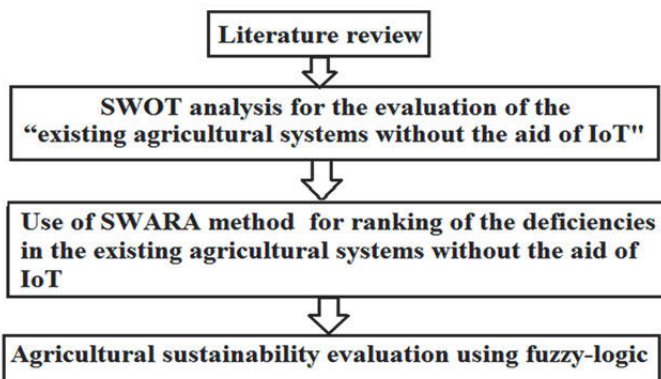 Literature review
SWOT analysis for the evaluation of the
“existing agricultural systems without the aid of IoT"
Use of SWARA method for ranking of the deficiencies
in the existing agricultural systems without the aid of
IoT
Agricultural sustainability evaluation using fuzzy-logic